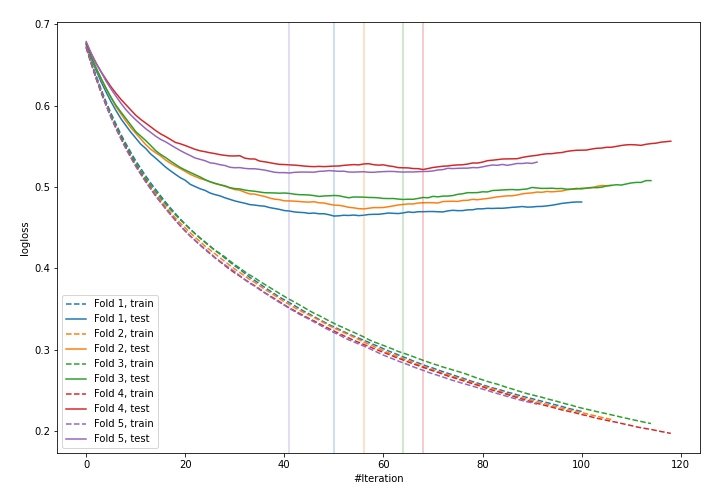 0.7
0.6
0.5
0.4
0.3
0.2
logloss
Fold 1, train
Fold 1, test
Fold 2, train
Fold 2, test
Fold 3, train
Fold 3, test
Fold 4, train
Fold 4, test
Fold 5, train
Fold 5, test
0 20 40 60 80 100 120
#Iteration